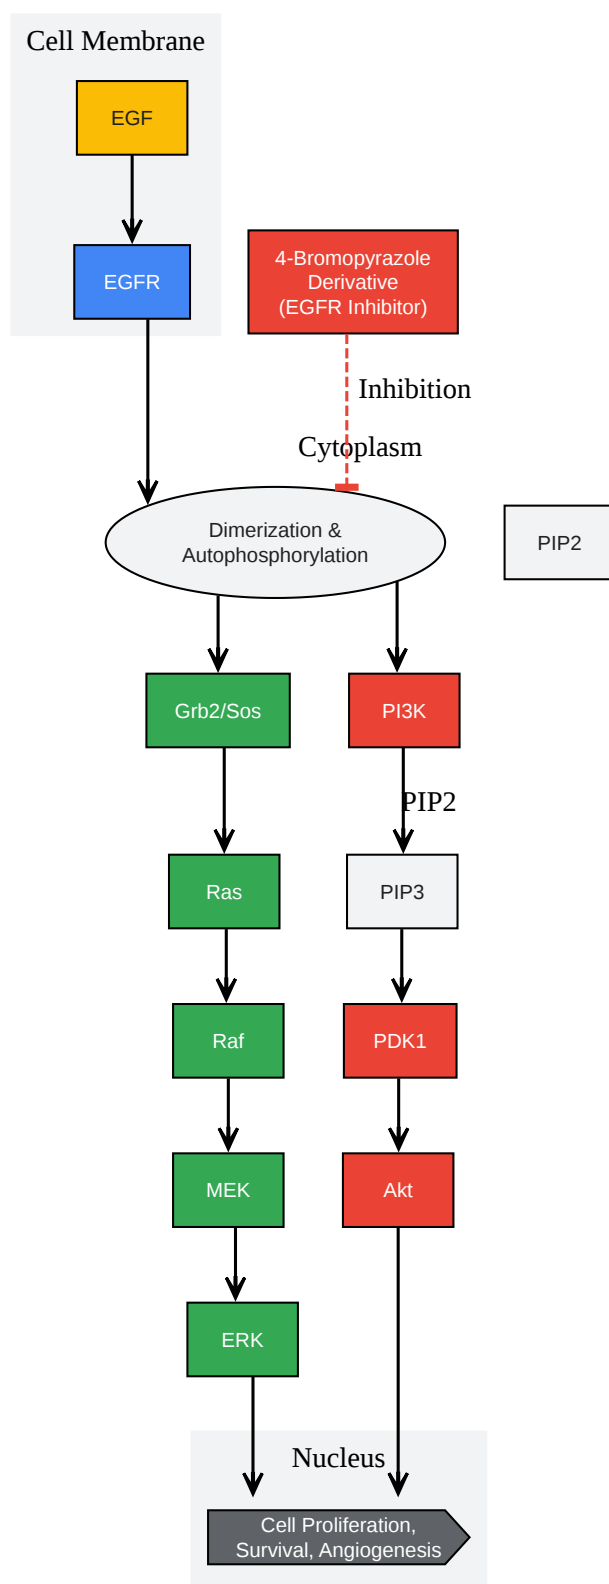 Cell Membrane
EGF
EGFR
4-Bromopyrazole
Derivative
(EGFR Inhibitor)
Inhibition
Cytoplasm
Dimerization &
Autophosphorylation
PIP2
Grb2/Sos
PI3K
PIP2
Ras
PIP3
Raf
PDK1
MEK
Akt
ERK
Nucleus
Cell Proliferation,
Survival, Angiogenesis